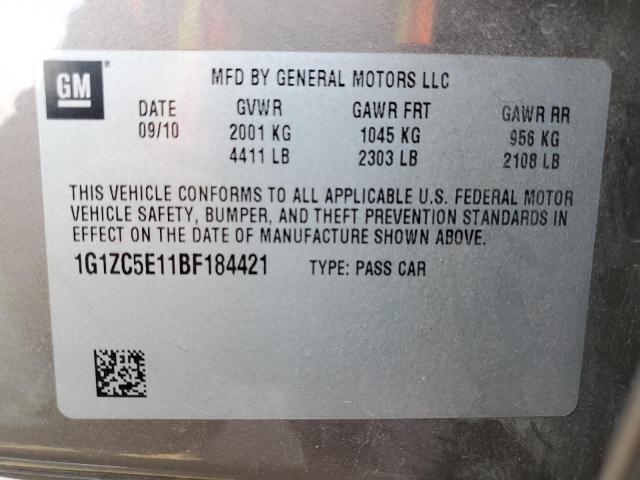 GM
MFD BY GENERAL MOTORS LLC
DATE GVWR GAWR FRT GAWR RR
09/10 2001 KG 1045 KG 956 KG
4411 LB 2303 LB 2108 LB
THIS VEHICLE CONFORMS TO ALL APPLICABLE U.S. FEDERAL MOTOR
VEHICLE SAFETY, BUMPER, AND THEFT PREVENTION STANDARDS IN
EFFECT ON THE DATE OF MANUFACTURE SHOWN ABOVE.
1G1ZC5E11BF184421 TYPE: PASS CAR